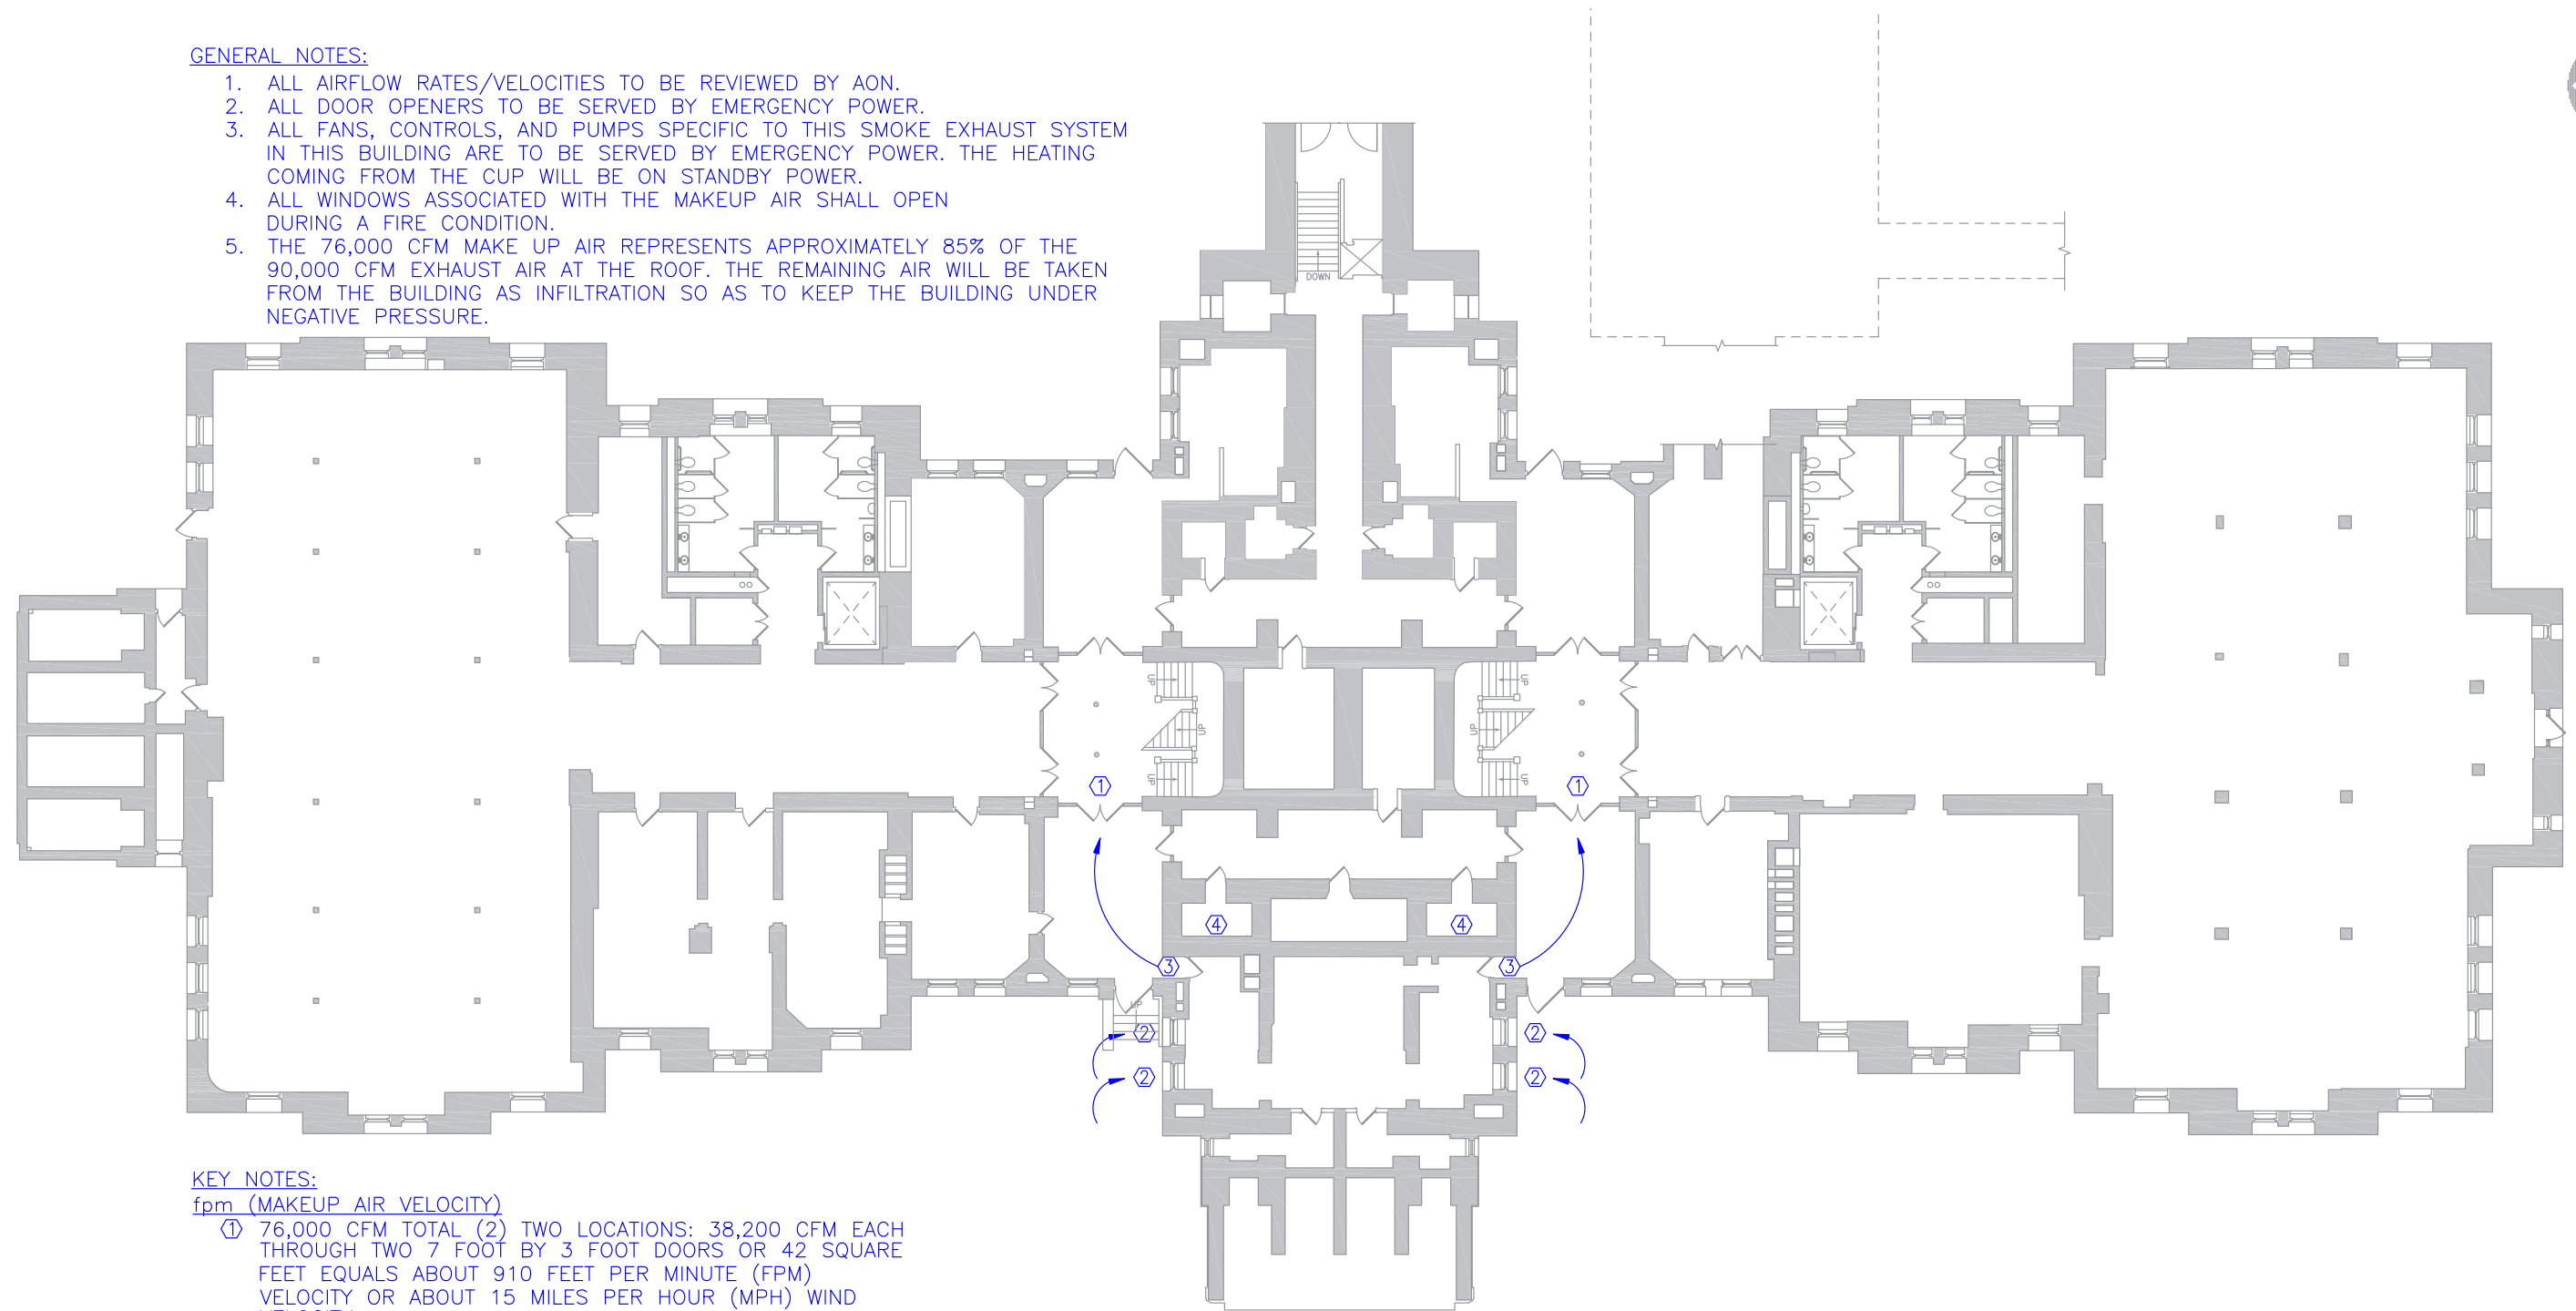 GENERAL NOTES:
1. ALL AIRFLOW RATES/VELOCITIES TO BE REVIEWED BY AON.
2. ALL DOOR OPENERS TO BE SERVED BY EMERGENCY POWER.
3. ALL FANS, CONTROLS, AND PUMPS SPECIFIC TO THIS SMOKE EXHAUST SYSTEM
IN THIS BUILDING ARE TO BE SERVED BY EMERGENCY POWER. THE HEATING
COMING FROM THE CUP WILL BE ON STANDBY POWER.
4. ALL WINDOWS ASSOCIATED WITH THE MAKEUP AIR SHALL OPEN
DURING A FIRE CONDITION.
5. THE 76,000 CFM MAKE UP AIR REPRESENTS APPROXIMATELY 85% OF THE
90,000 CFM EXHAUST AIR AT THE ROOF. THE REMAINING AIR WILL BE TAKEN
FROM THE BUILDING AS INFILTRATION SO AS TO KEEP THE BUILDING UNDER
NEGATIVE PRESSURE.
DOWN
UP
UP
UP
UP
UP
UP
1
1
4
4
3
3
UP
2
2
2
2
KEY NOTES:
fpm (MAKEUP AIR VELOCITY)
1 76,000 CFM TOTAL (2) TWO LOCATIONS: 38,200 CFM EACH
THROUGH TWO 7 FOOT BY 3 FOOT DOORS OR 42 SQUARE
FEET EQUALS ABOUT 910 FEET PER MINUTE (FPM)
VELOCITY OR ABOUT 15 MILES PER HOUR (MPH) WIND